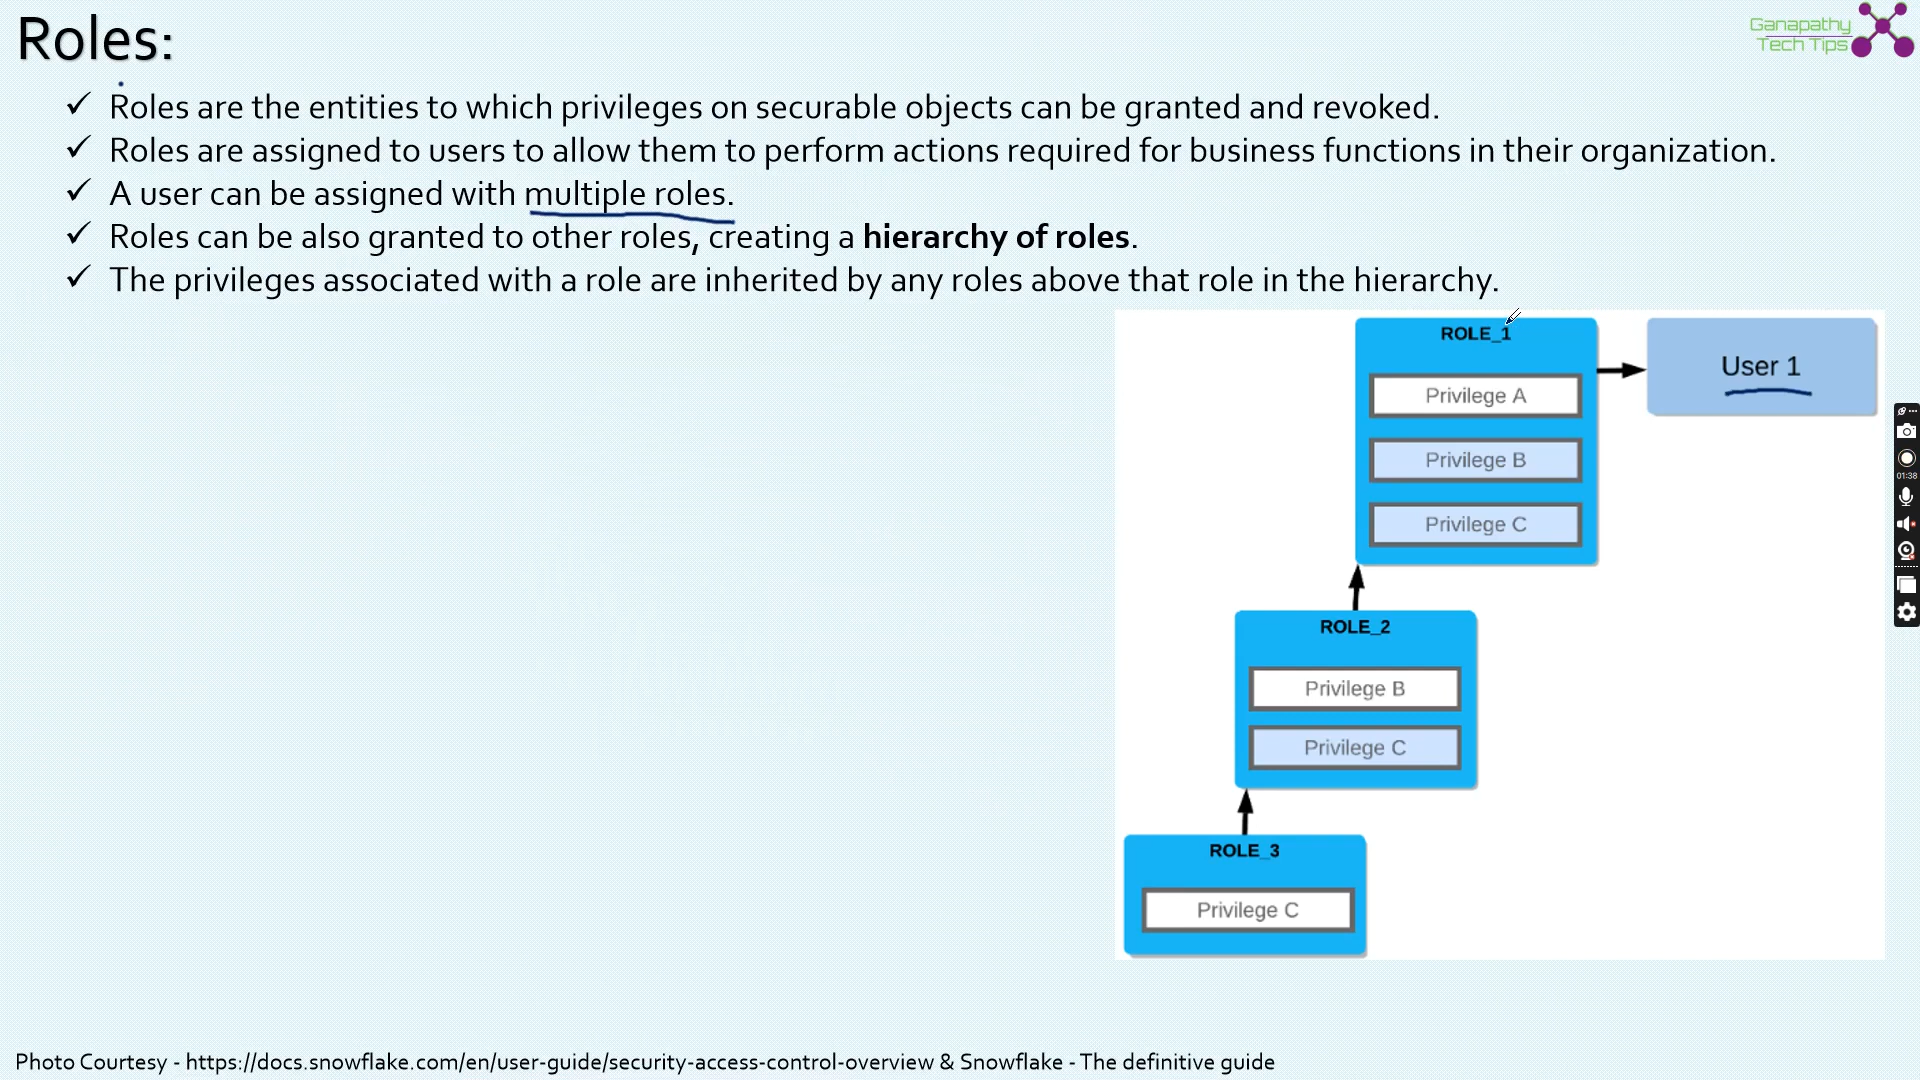 Roles:
Ganapathy
Tech Tips
✓ Roles are the entities to which privileges on securable objects can be granted and revoked.
✓ Roles are assigned to users to allow them to perform actions required for business functions in their organization.
✓ A user can be assigned with multiple roles.
✓ Roles can be also granted to other roles, creating a hierarchy of roles.
✓ The privileges associated with a role are inherited by any roles above that role in the hierarchy.
ROLE_1
Privilege A
Privilege B
Privilege C
User 1
ROLE_2
Privilege B
Privilege C
ROLE_3
Privilege C
01:38
Photo Courtesy - https://docs.snowflake.com/en/user-guide/security-access-control-overview & Snowflake - The definitive guide